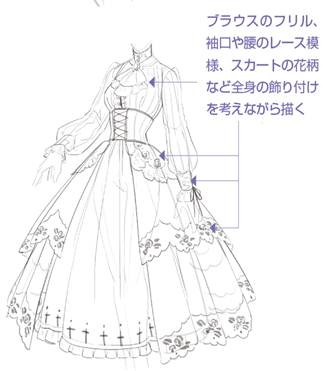 ブラウスのフリル、
袖口や腰のレース模
様、スカートの花柄
など全身の飾り付け
を考えながら描く